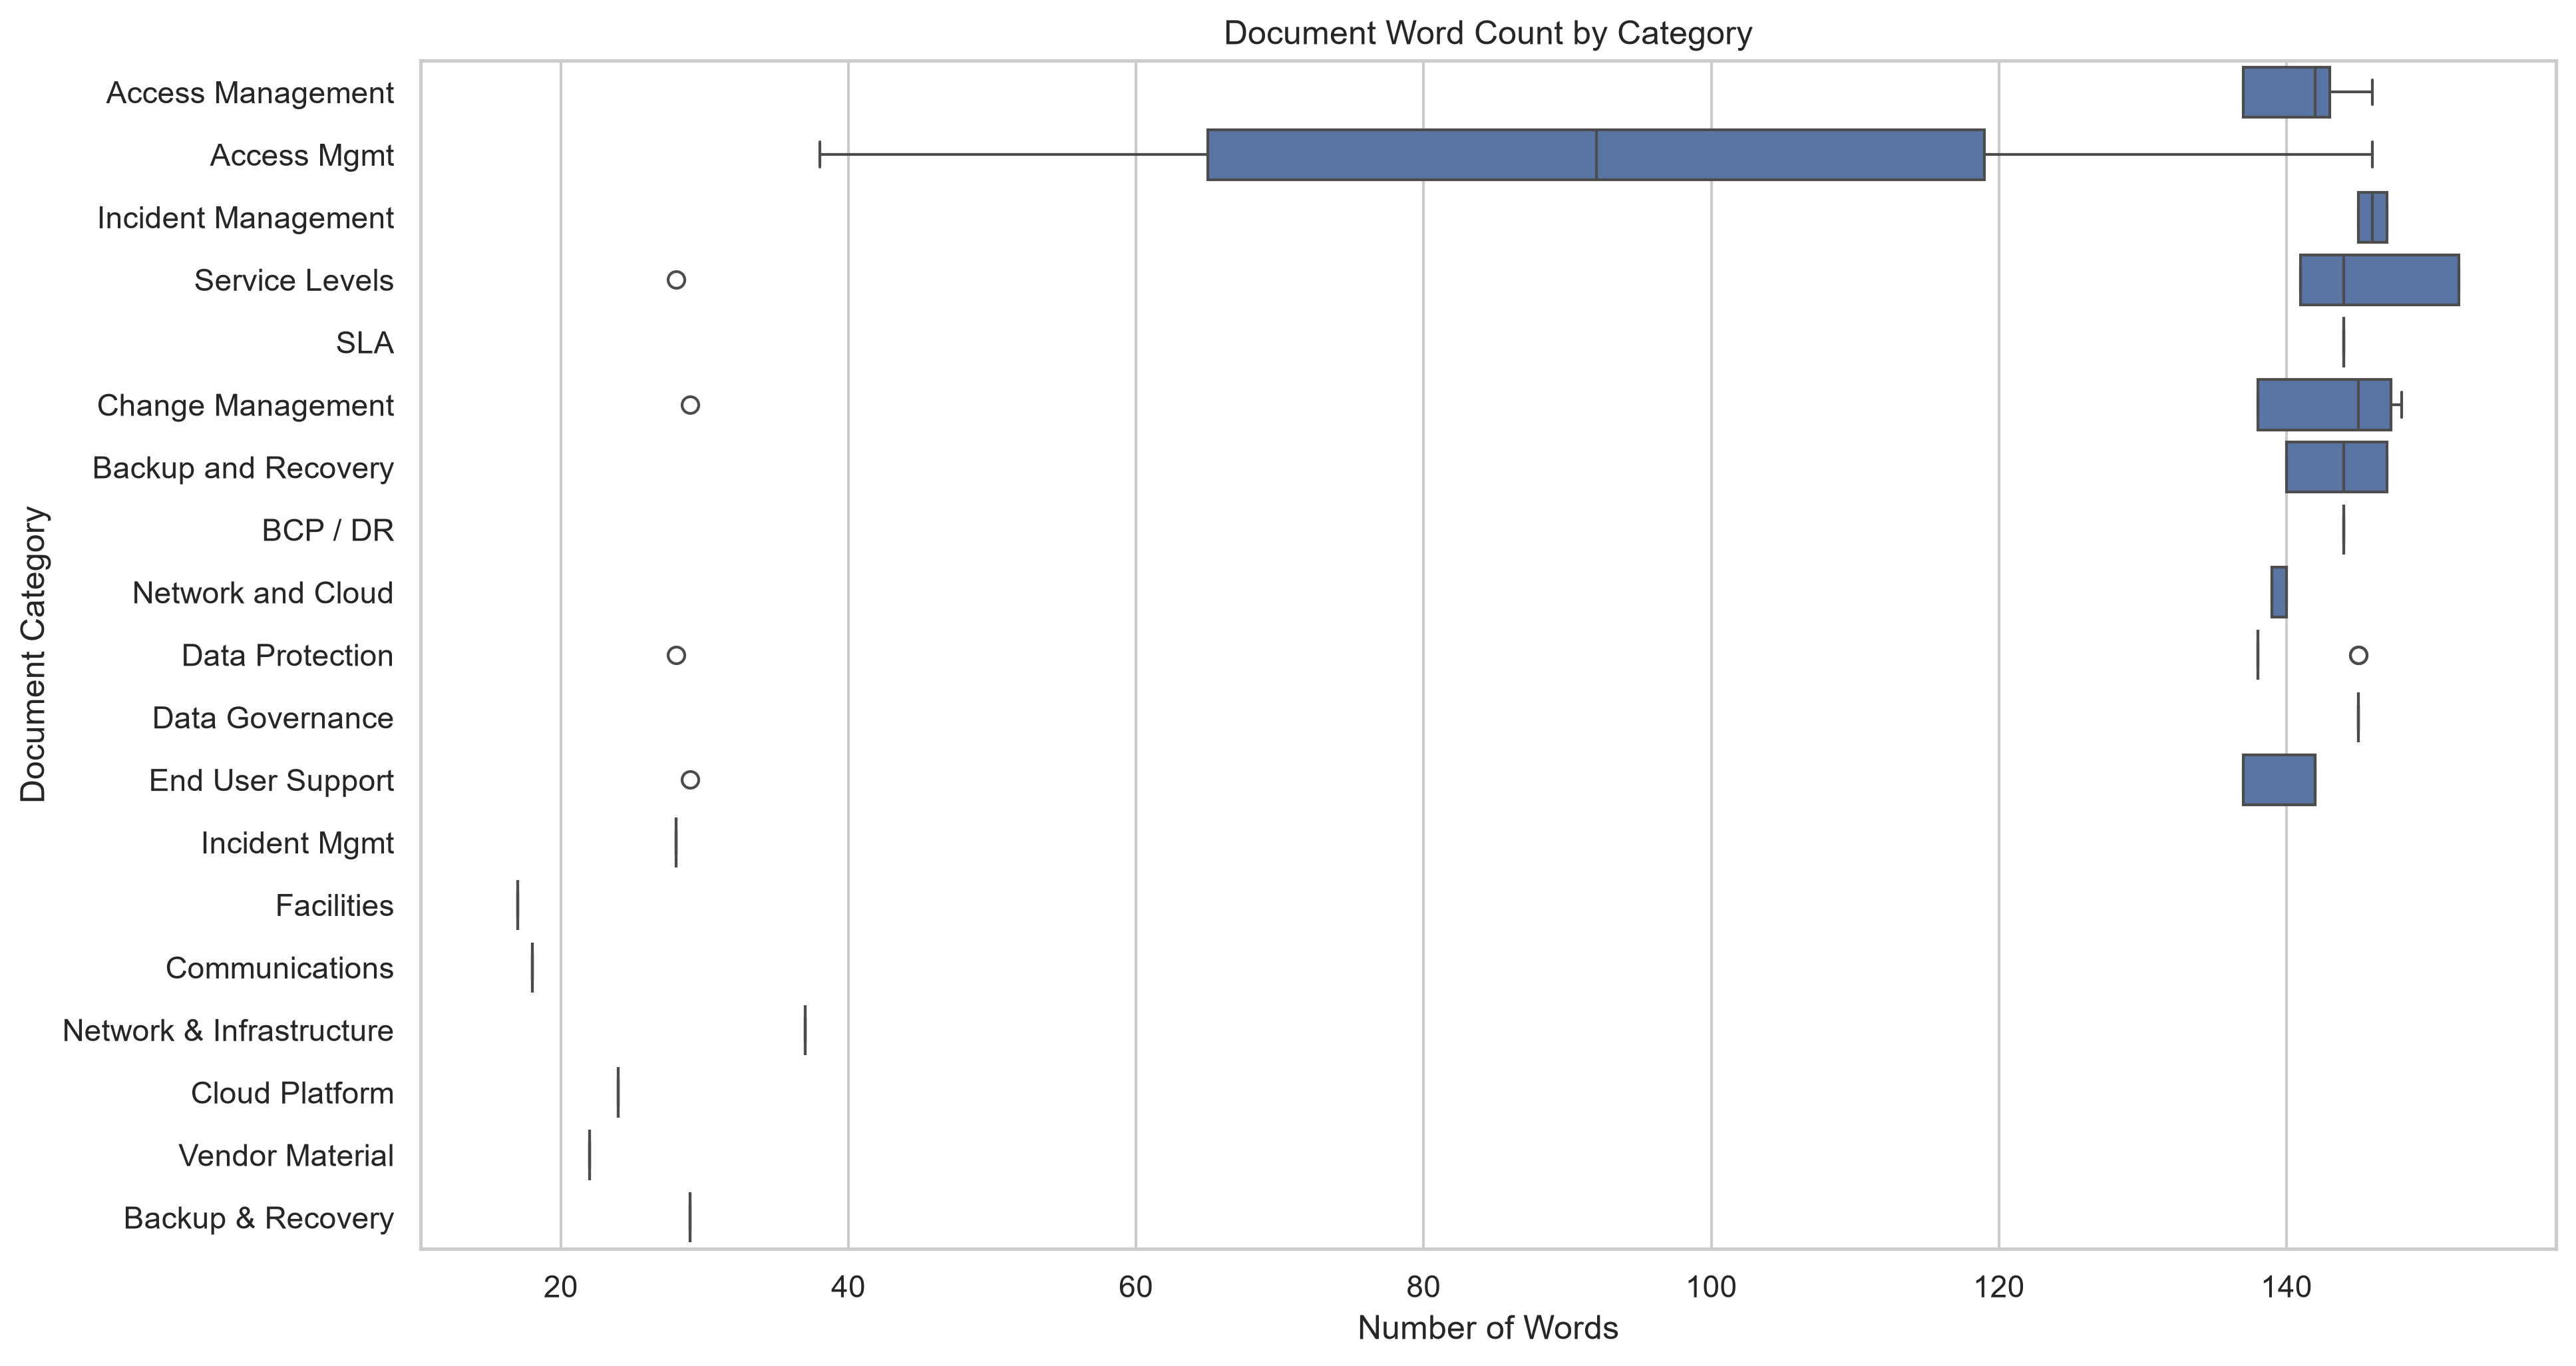 Document Word Count by Category
Document Category
Access Management
Access Mgmt
Incident Management
Service Levels
SLA
Change Management
Backup and Recovery
BCP / DR
Network and Cloud
Data Protection
Data Governance
End User Support
Incident Mgmt
Facilities
Communications
Network & Infrastructure
Cloud Platform
Vendor Material
Backup & Recovery
20 40 60 80 100 120 140
Number of Words